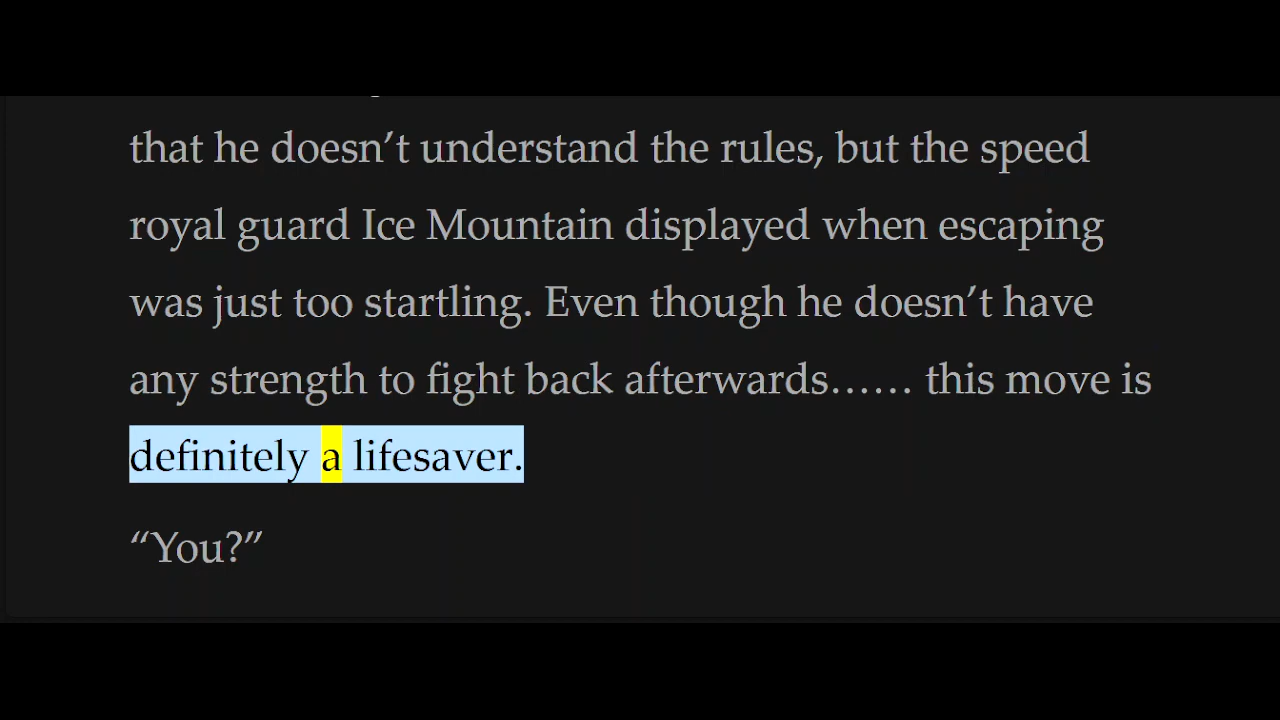 that he doesn’t understand the rules, but the speed
royal guard Ice Mountain displayed when escaping
was just too startling. Even though he doesn’t have
any strength to fight back afterwards…… this move is
definitely a lifesaver.
“You?”